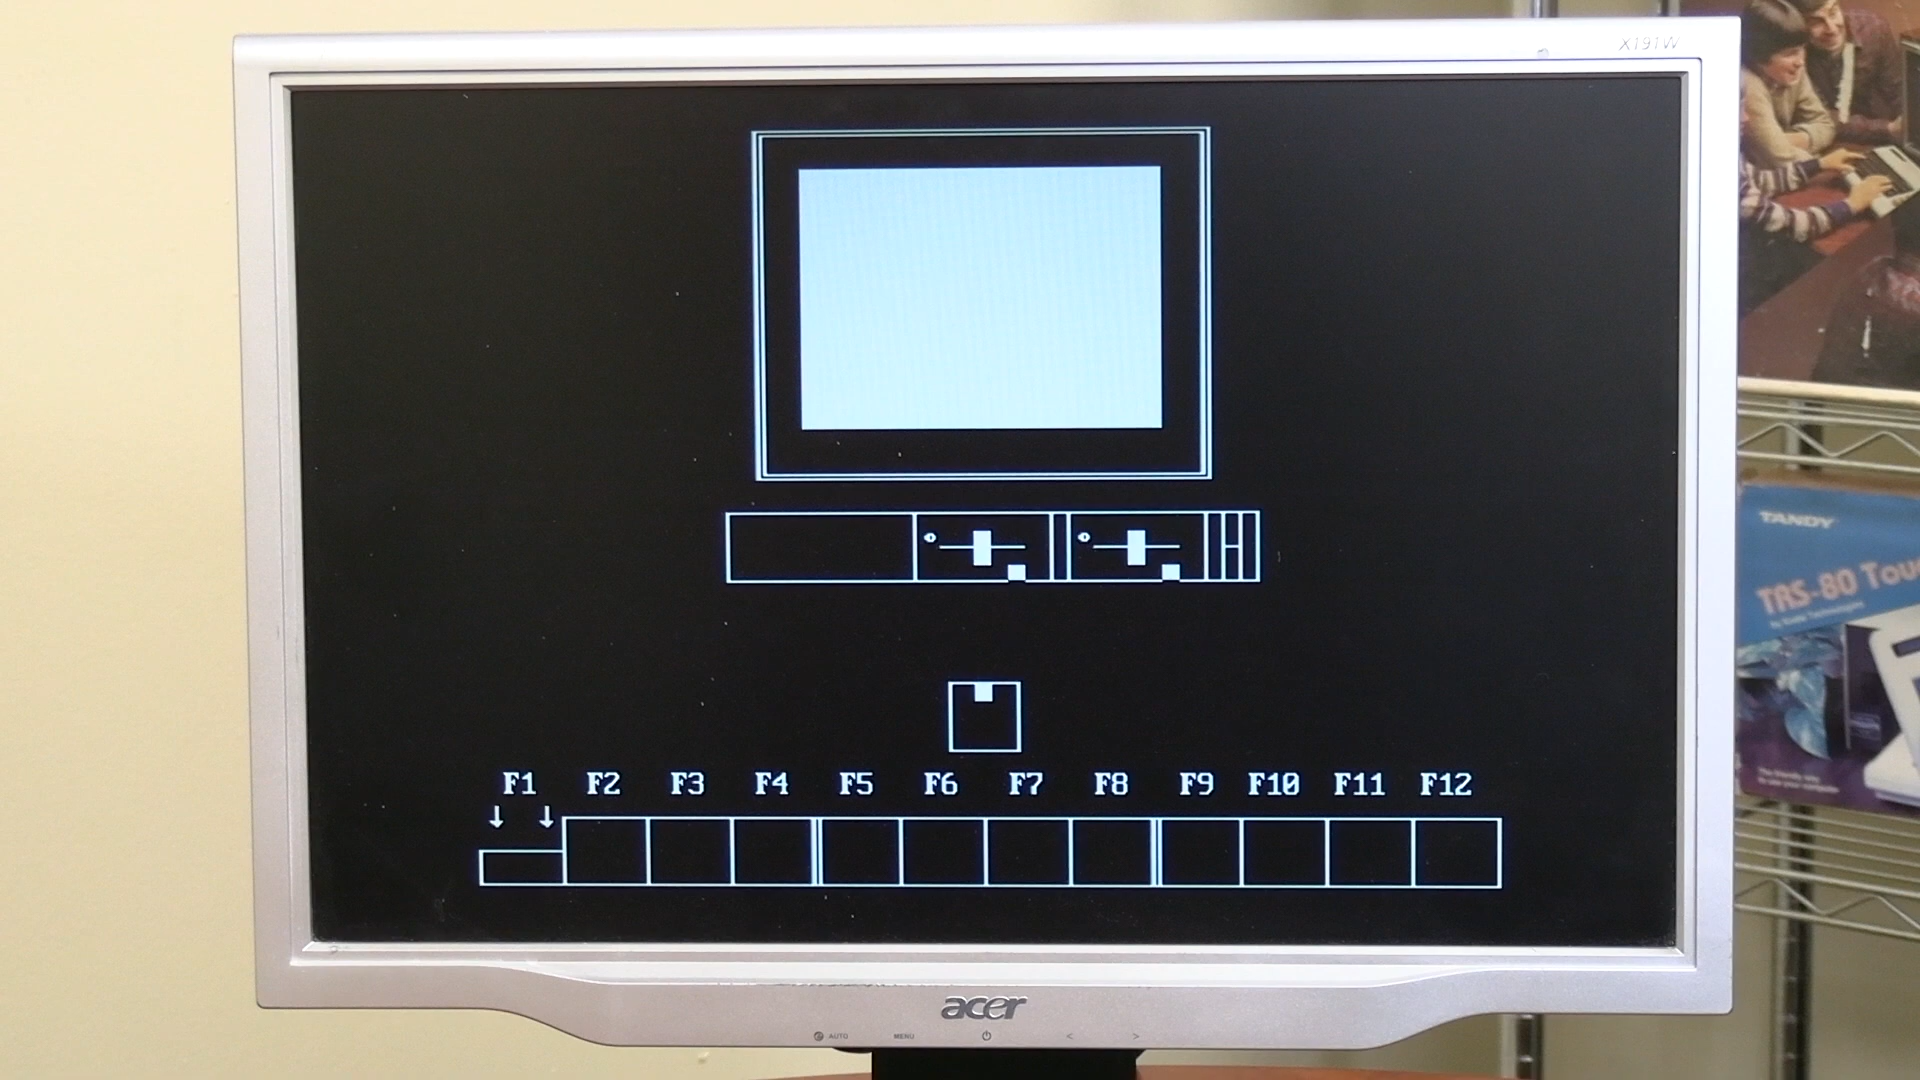 X191W
TANDY
TRS-80 Tou
F1 F2 F3 F4 F5 F6 F7 F8 F9 F10 F11 F12
acer
AUTO MENU < >